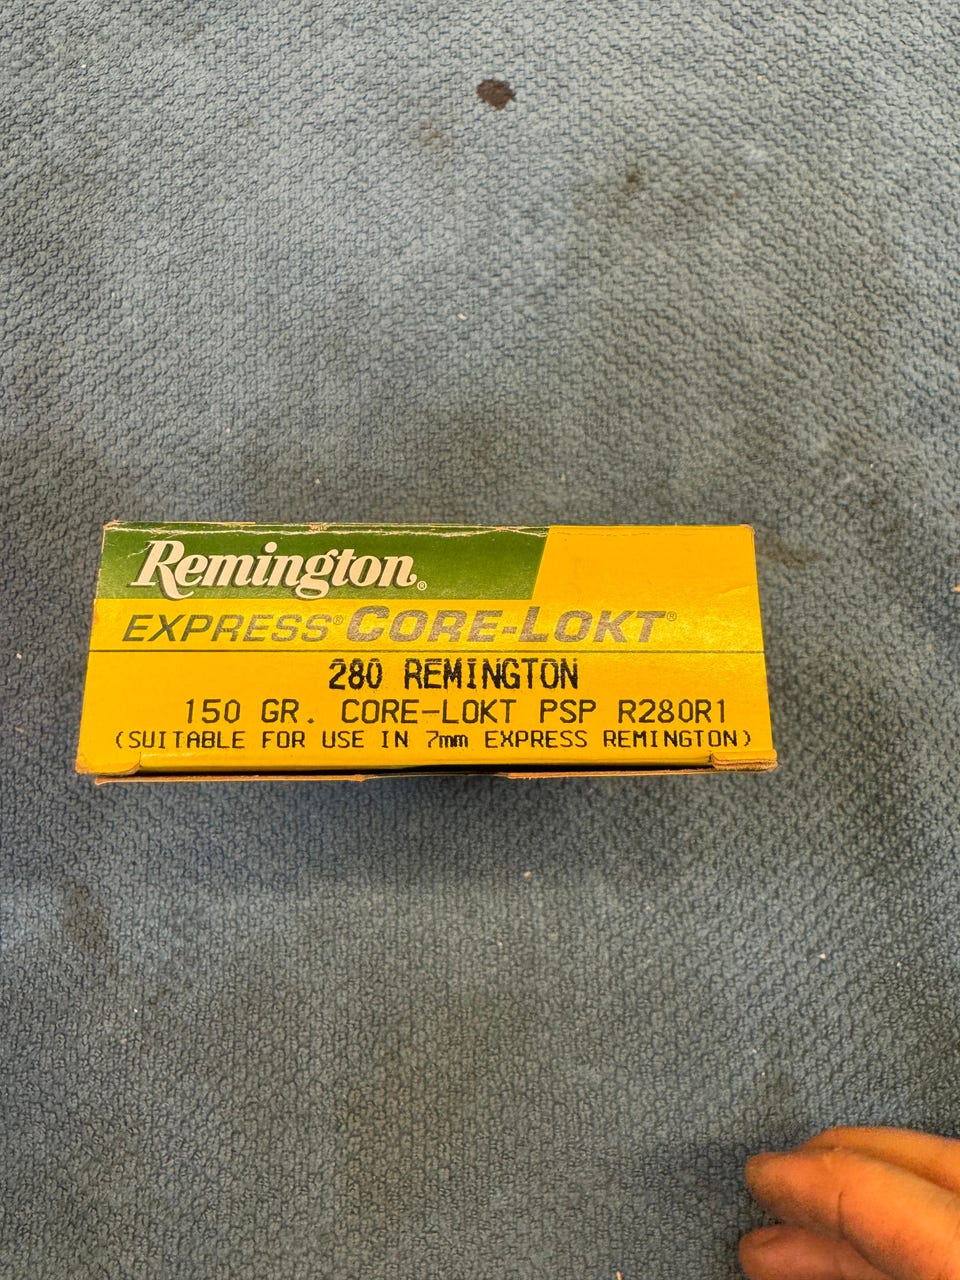 Remington®
EXPRESS® CORE-LOKT®
280 REMINGTON
150 GR. CORE-LOKT PSP R280R1
(SUITABLE FOR USE IN 7mm EXPRESS REMINGTON)